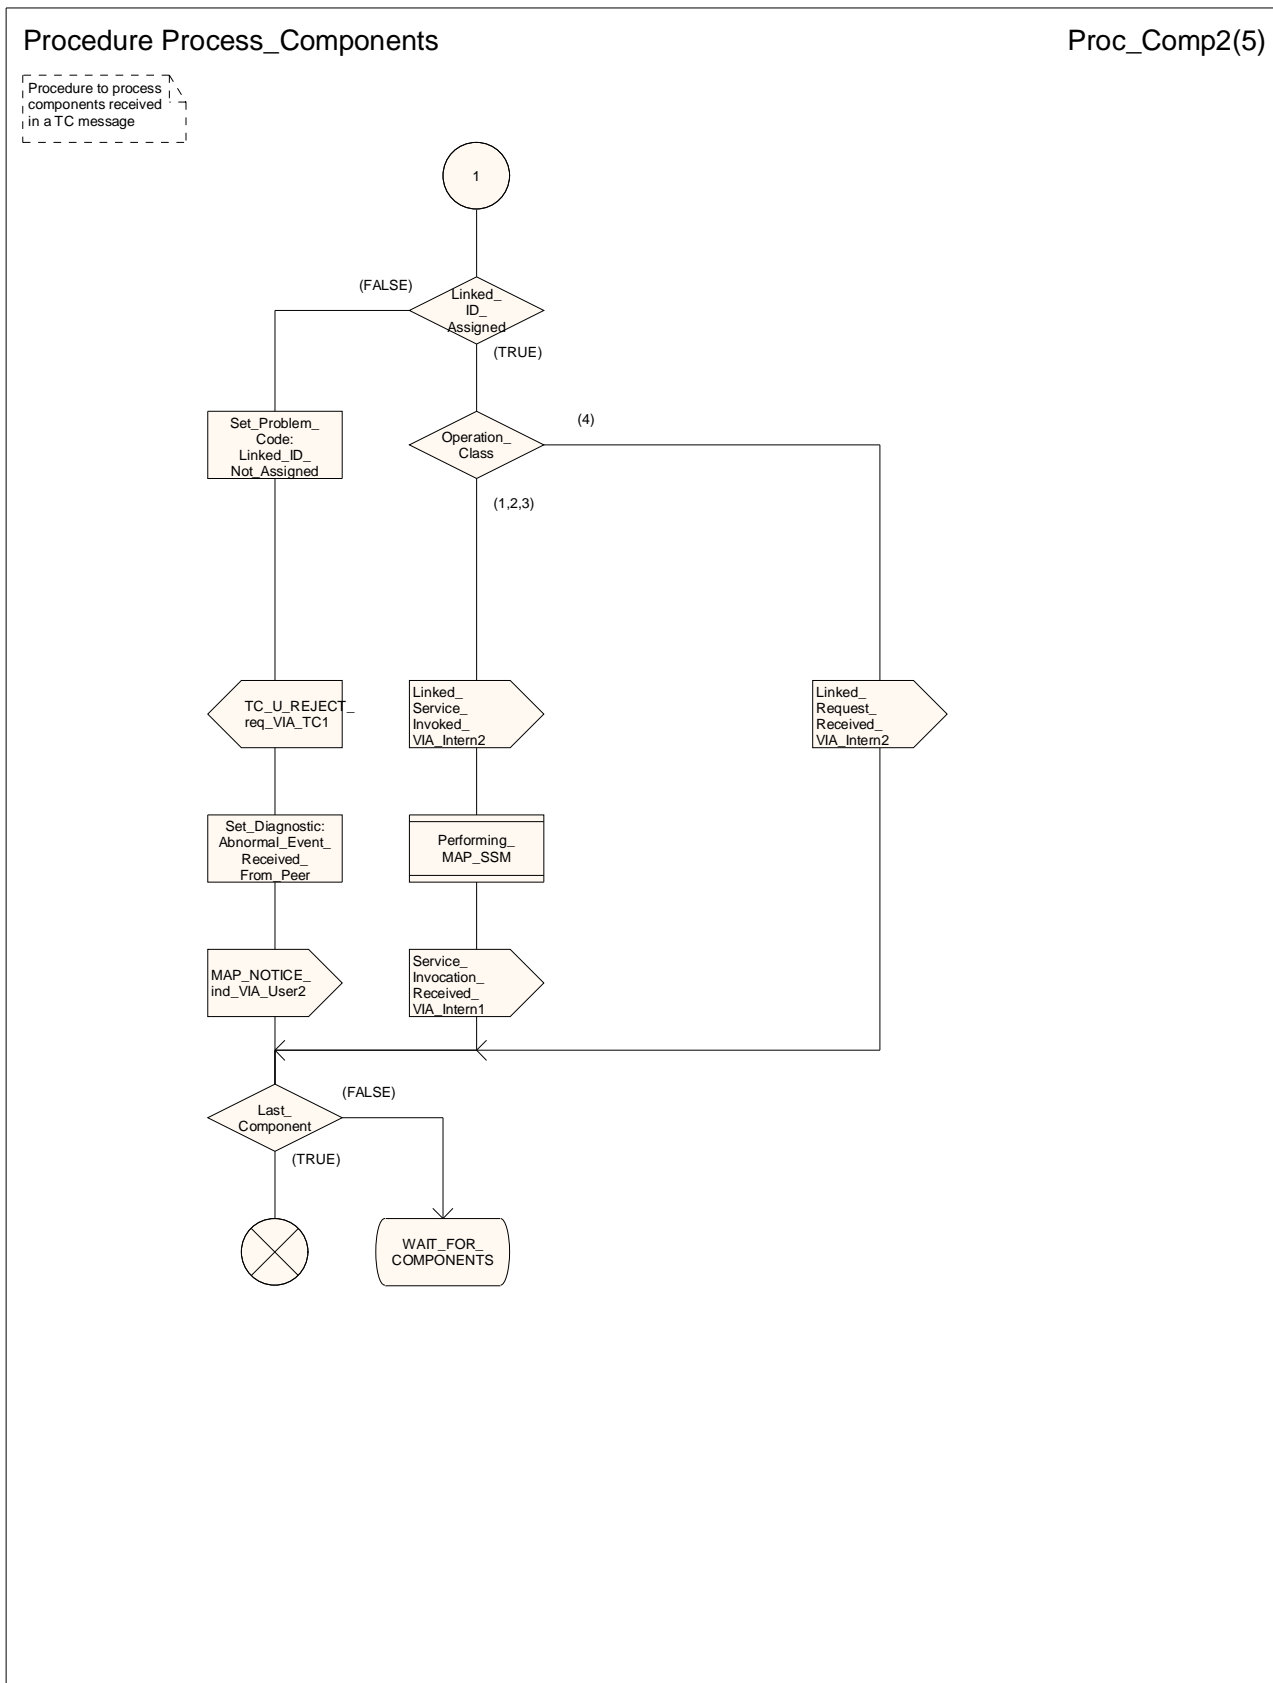 Procedure Process_Components
Proc_Comp2(5)
Procedure to process
components received
in a TC message
1
(FALSE)
Linked_
ID_
Assigned
(TRUE)
Set_Problem_
Code:
Linked_ID_
Not_Assigned
Operation_
Class
(4)
(1,2,3)
TC_U_REJECT_
req_VIA_TC1
Linked_
Service_
Invoked_
VIA_Intern2
Linked_
Request_
Received_
VIA_Intern2
Set_Diagnostic:
Abnormal_Event_
Received_
From_Peer
Performing_
MAP_SSM
MAP_NOTICE_
ind_VIA_User2
Service_
Invocation_
Received_
VIA_Intern1
(FALSE)
Last_
Component
(TRUE)
WAIT_FOR_
COMPONENTS